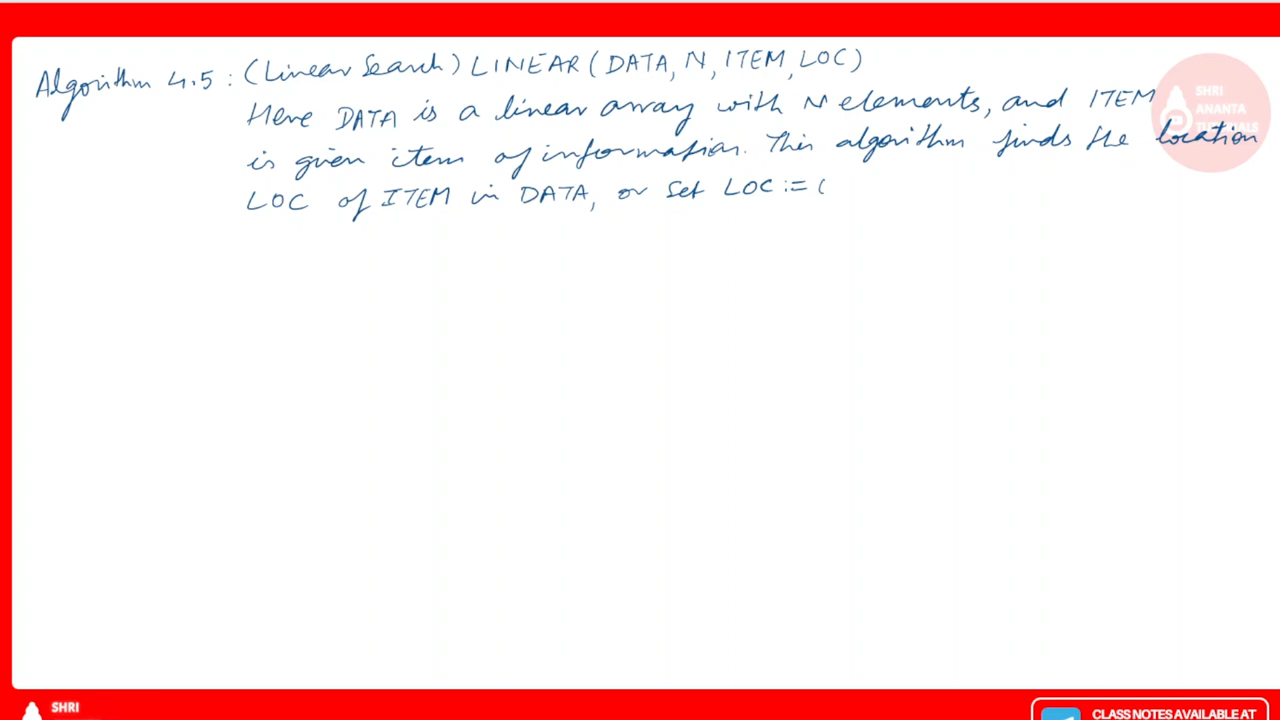 Algorithm 4.5 : (Linear Search) LINEAR (DATA, N, ITEM, LOC)
Here DATA is a linear array with N elements, and ITEM
is given item of information. This algorithm finds the location
LOC of ITEM in DATA, or set LOC :=
SHRI
ANANTA
SHRI
CLASS NOTES AVAILABLE AT